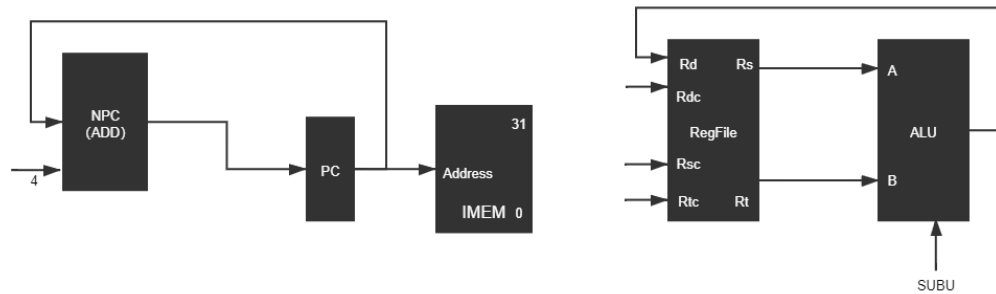 NPC
(ADD)
4
PC
31
Address
IMEM 0
Rd Rs
Rdc
RegFile
Rsc
Rtc Rt
A
ALU
B
SUBU